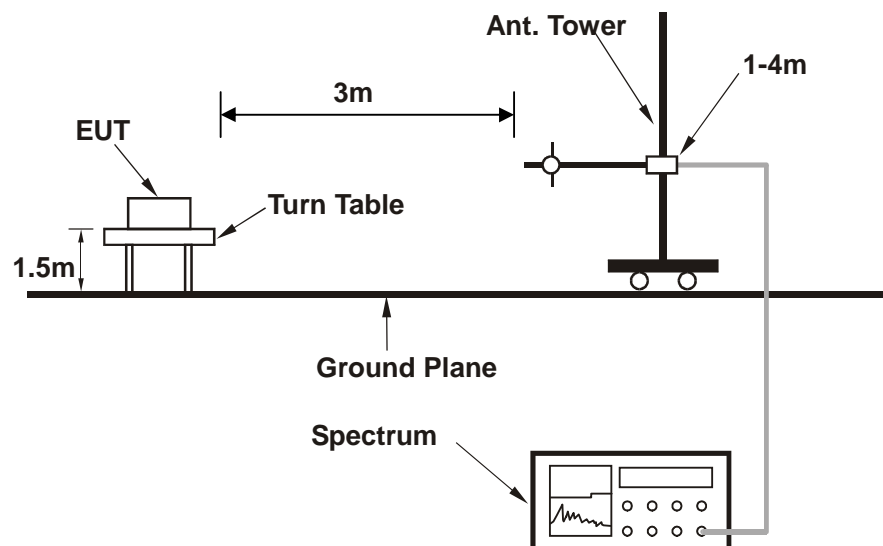 Ant. Tower
1-4m
3m
EUT
Turn Table
1.5m
Ground Plane
Spectrum